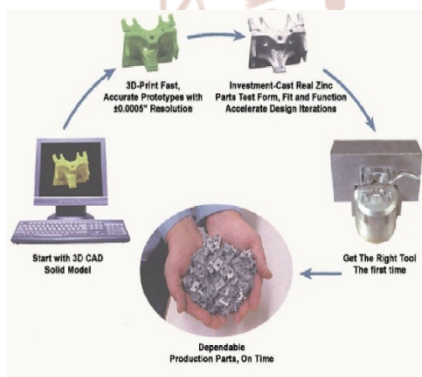 3D-Print Fast,
Accurate Prototypes with
±0.0005" Resolution
Investment-Cast Real Zinc
Parts Test Form, Fit and Function
Accelerate Design Iterations
Start with 3D CAD
Solid Model
Get The Right Tool
The first time
Dependable
Production Parts, On Time